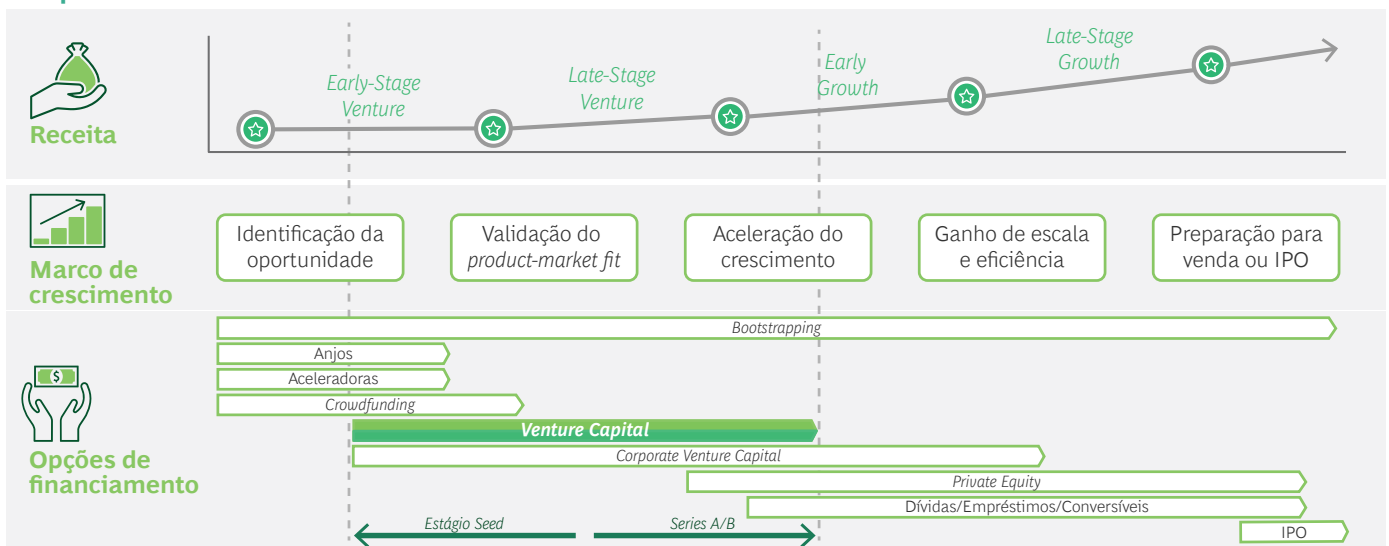 Early-Stage
Venture
Late-Stage
Venture
Early
Growth
Late-Stage
Growth
Receita
Marco de
crescimento
Identificação da
oportunidade
Validação do
product-market fit
Aceleração do
crescimento
Ganho de escala
e eficiência
Preparação para
venda ou IPO
Opções de
financiamento
Bootstrapping
Anjos
Aceleradoras
Crowdfunding
Venture Capital
Corporate Venture Capital
Private Equity
Dívidas/Empréstimos/Conversíveis
IPO
Estágio Seed
Series A/B
$